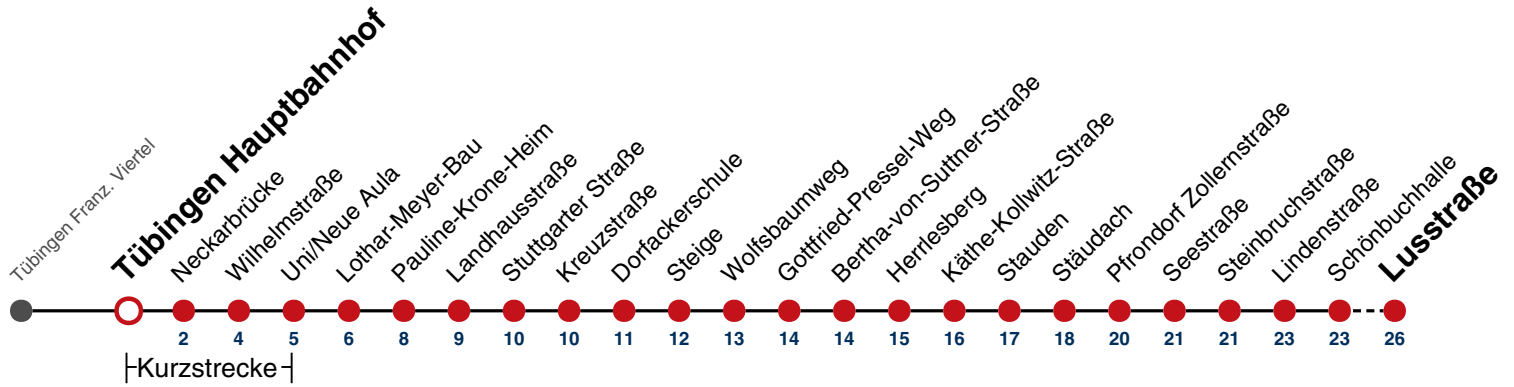 Tübingen Franz. Viertel
Tübingen Hauptbahnhof
Neckarbrücke
Wilhelmstraße
Uni/Neue Aula
Lothar-Meyer-Bau
Pauline-Krone-Heim
Landhausstraße
Stuttgarter Straße
Kreuzstraße
Dorfackerschule
Steige
Wolfsbaumweg
Gottfried-Pressel-Weg
Bertha-von-Suttner-Straße
Herrlesberg
Käthe-Kollwitz-Straße
Stauden
Stäudach
Pfrondorf Zollernstraße
Seestraße
Steinbruchstraße
Lindenstraße
Schönbuchhalle
Lusstraße
2 4 5 6 8 9 10 10 11 12 13 14 14 15 16 17 18 20 21 21 23 23 26
Kurzstrecke